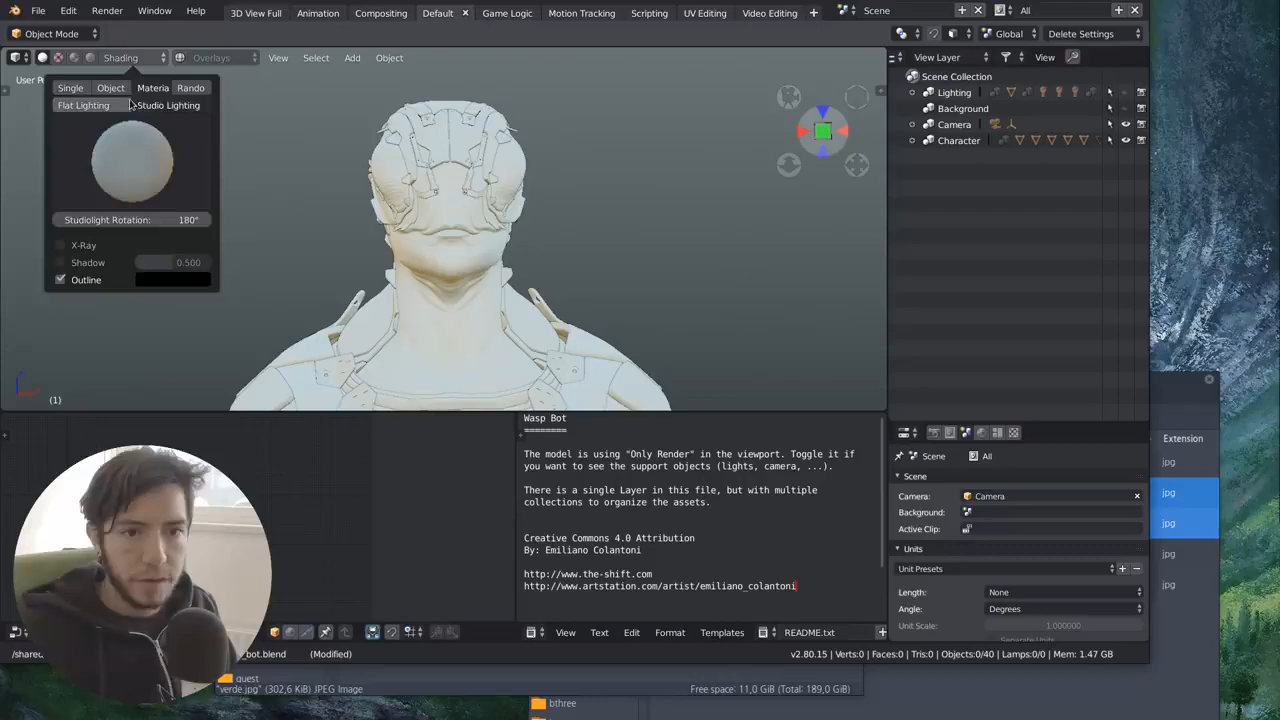 File Edit Render Window Help 3D View Full Animation Compositing Default Game Logic Motion Tracking Scripting UV Editing Video Editing Scene All
Object Mode Global Delete Settings
Shading Overlays View Select Add Object View Layer View
User Pe
Single Object Materia Rando
Flat Lighting Studio Lighting
Studiolight Rotation: 180°
X-Ray
Shadow 0.500
Outline
(1)
Scene Collection
Lighting
Background
Camera
Character
Wasp Bot
========
The model is using "Only Render" in the viewport. Toggle it if
you want to see the support objects (lights, camera, ...).
There is a single Layer in this file, but with multiple
collections to organize the assets.
Creative Commons 4.0 Attribution
By: Emiliano Colantoni
http://www.the-shift.com
http://www.artstation.com/artist/emiliano_colantoni
View Text Edit Format Templates README.txt
Scene All
Scene
Camera: Camera
Background:
Active Clip:
Units
Unit Presets
Length: None
Angle: Degrees
Unit Scale: 1.000000
Separate Units
/share
_bot.blend (Modified) v2.80.15 | Verts:0 | Faces:0 | Tris:0 | Objects:0/40 | Lamps:0/0 | Mem: 1.47 GB
Extension
jpg
jpg
jpg
jpg
jpg
quest
"verde.jpg" (302,6 KiB) JPEG Image Free space: 11,0 GiB (Total: 189,0 GiB)
bthree